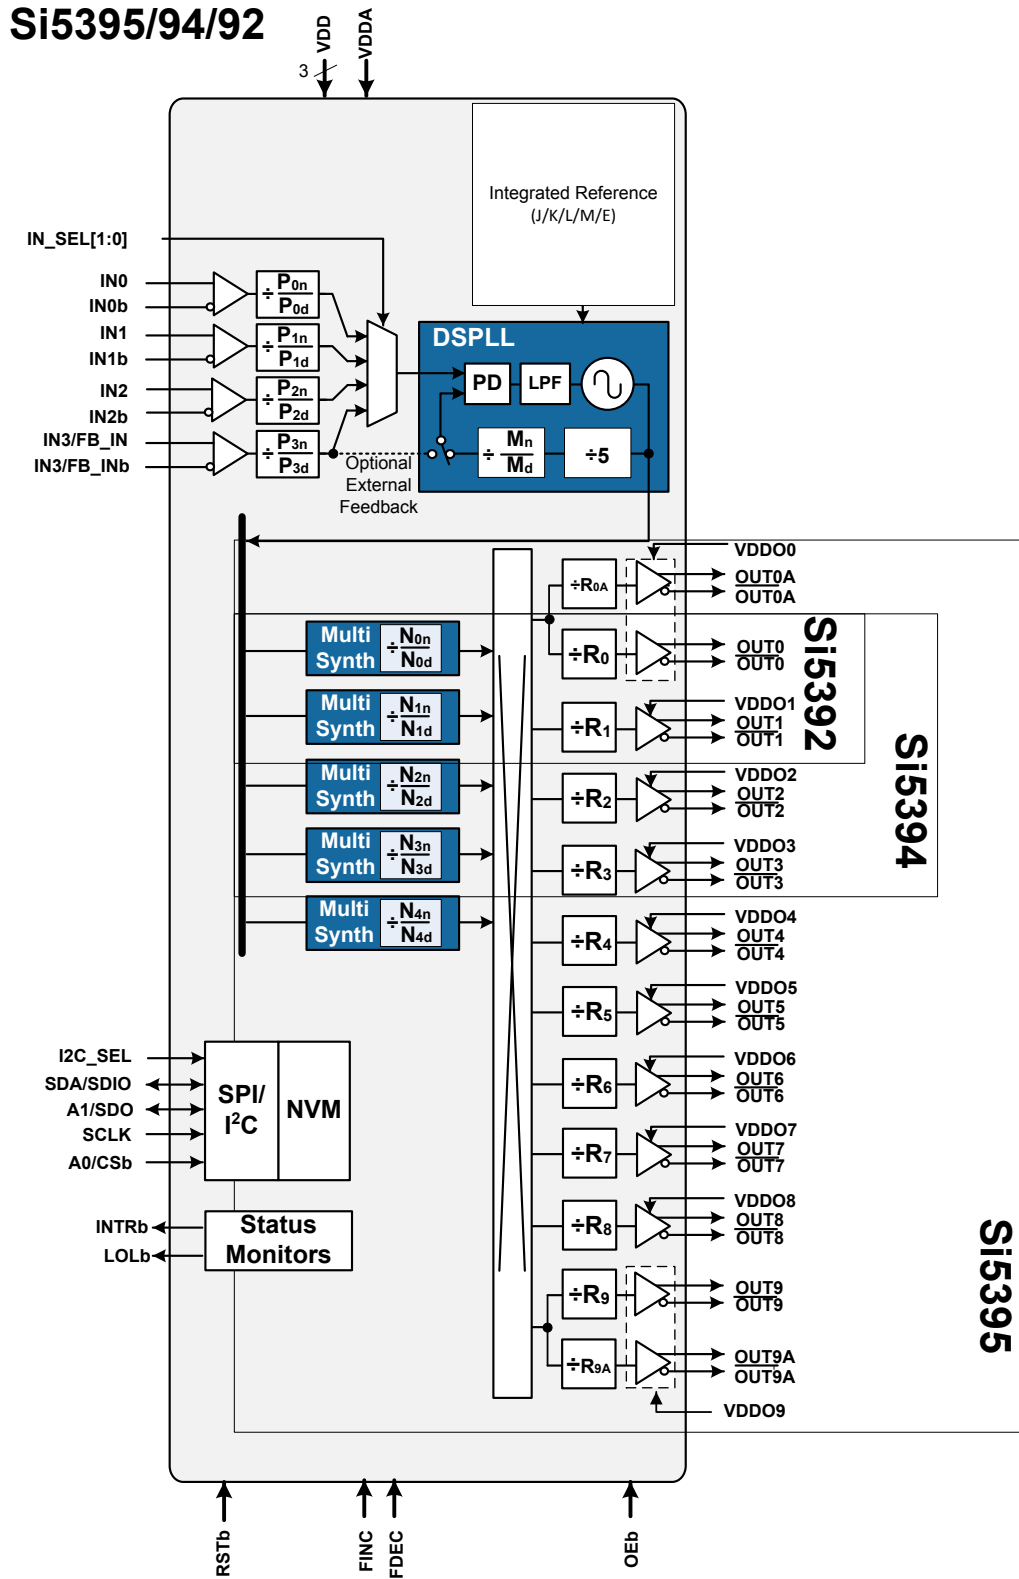 Si5395/94/92
VDD
VDDA
3
Integrated Reference
(J/K/L/M/E)
IN_SEL[1:0]
IN0
IN0b
÷ P0n
P0d
IN1
IN1b
÷ P1n
P1d
IN2
IN2b
÷ P2n
P2d
IN3/FB_IN
IN3/FB_INb
÷ P3n
P3d
Optional
External
Feedback
DSPLL
PD
LPF
÷ Mn
Md
÷5
Multi
Synth
÷ N0n
N0d
Multi
Synth
÷ N1n
N1d
Multi
Synth
÷ N2n
N2d
Multi
Synth
÷ N3n
N3d
Multi
Synth
÷ N4n
N4d
÷R0A
VDDO0
OUT0A
OUT0A
÷R0
OUT0
OUT0
÷R1
VDDO1
OUT1
OUT1
Si5392
÷R2
VDDO2
OUT2
OUT2
÷R3
VDDO3
OUT3
OUT3
Si5394
÷R4
VDDO4
OUT4
OUT4
÷R5
VDDO5
OUT5
OUT5
÷R6
VDDO6
OUT6
OUT6
÷R7
VDDO7
OUT7
OUT7
÷R8
VDDO8
OUT8
OUT8
÷R9
OUT9
OUT9
÷R9A
OUT9A
OUT9A
VDDO9
Si5395
I2C_SEL
SDA/SDIO
A1/SDO
SCLK
A0/CSb
SPI/
I²C
NVM
INTRb
LOLb
Status
Monitors
RSTb
FINC
FDEC
OEb